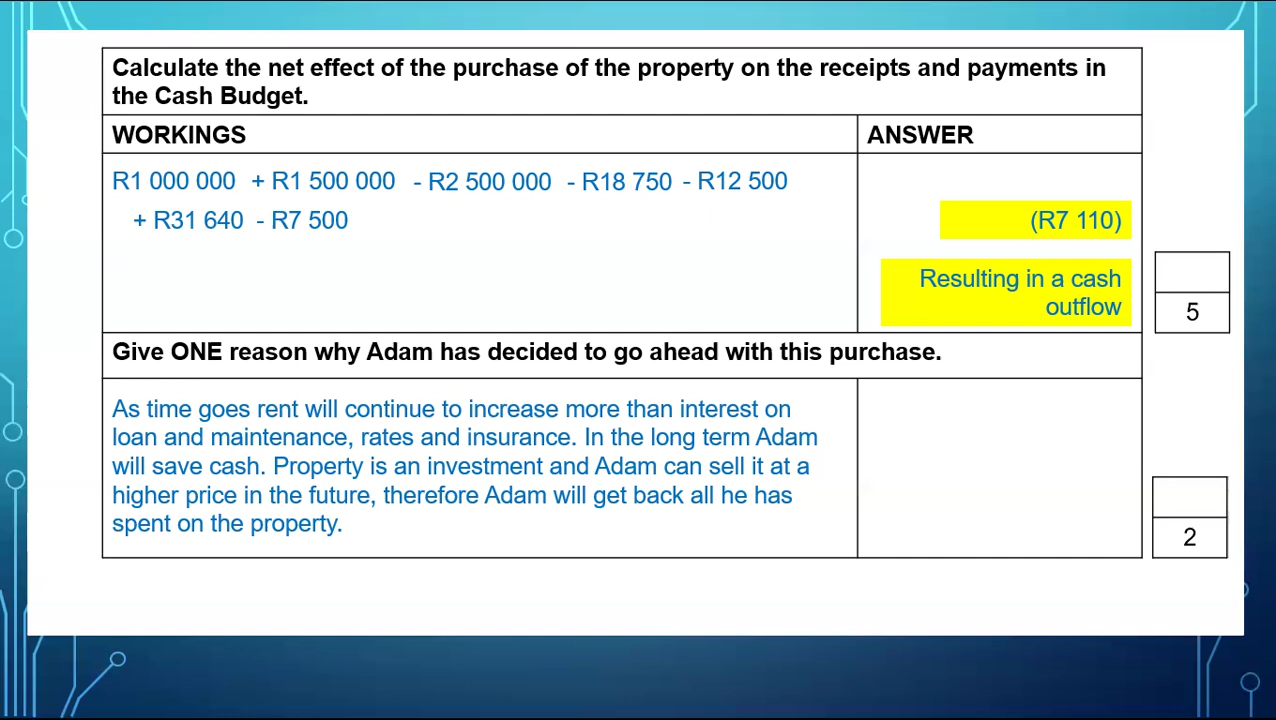 Calculate the net effect of the purchase of the property on the receipts and payments in
the Cash Budget.
WORKINGS
ANSWER
R1 000 000 + R1 500 000 - R2 500 000 - R18 750 - R12 500
+ R31 640 - R7 500
(R7 110)
Resulting in a cash
outflow
5
Give ONE reason why Adam has decided to go ahead with this purchase.
As time goes rent will continue to increase more than interest on
loan and maintenance, rates and insurance. In the long term Adam
will save cash. Property is an investment and Adam can sell it at a
higher price in the future, therefore Adam will get back all he has
spent on the property.
2